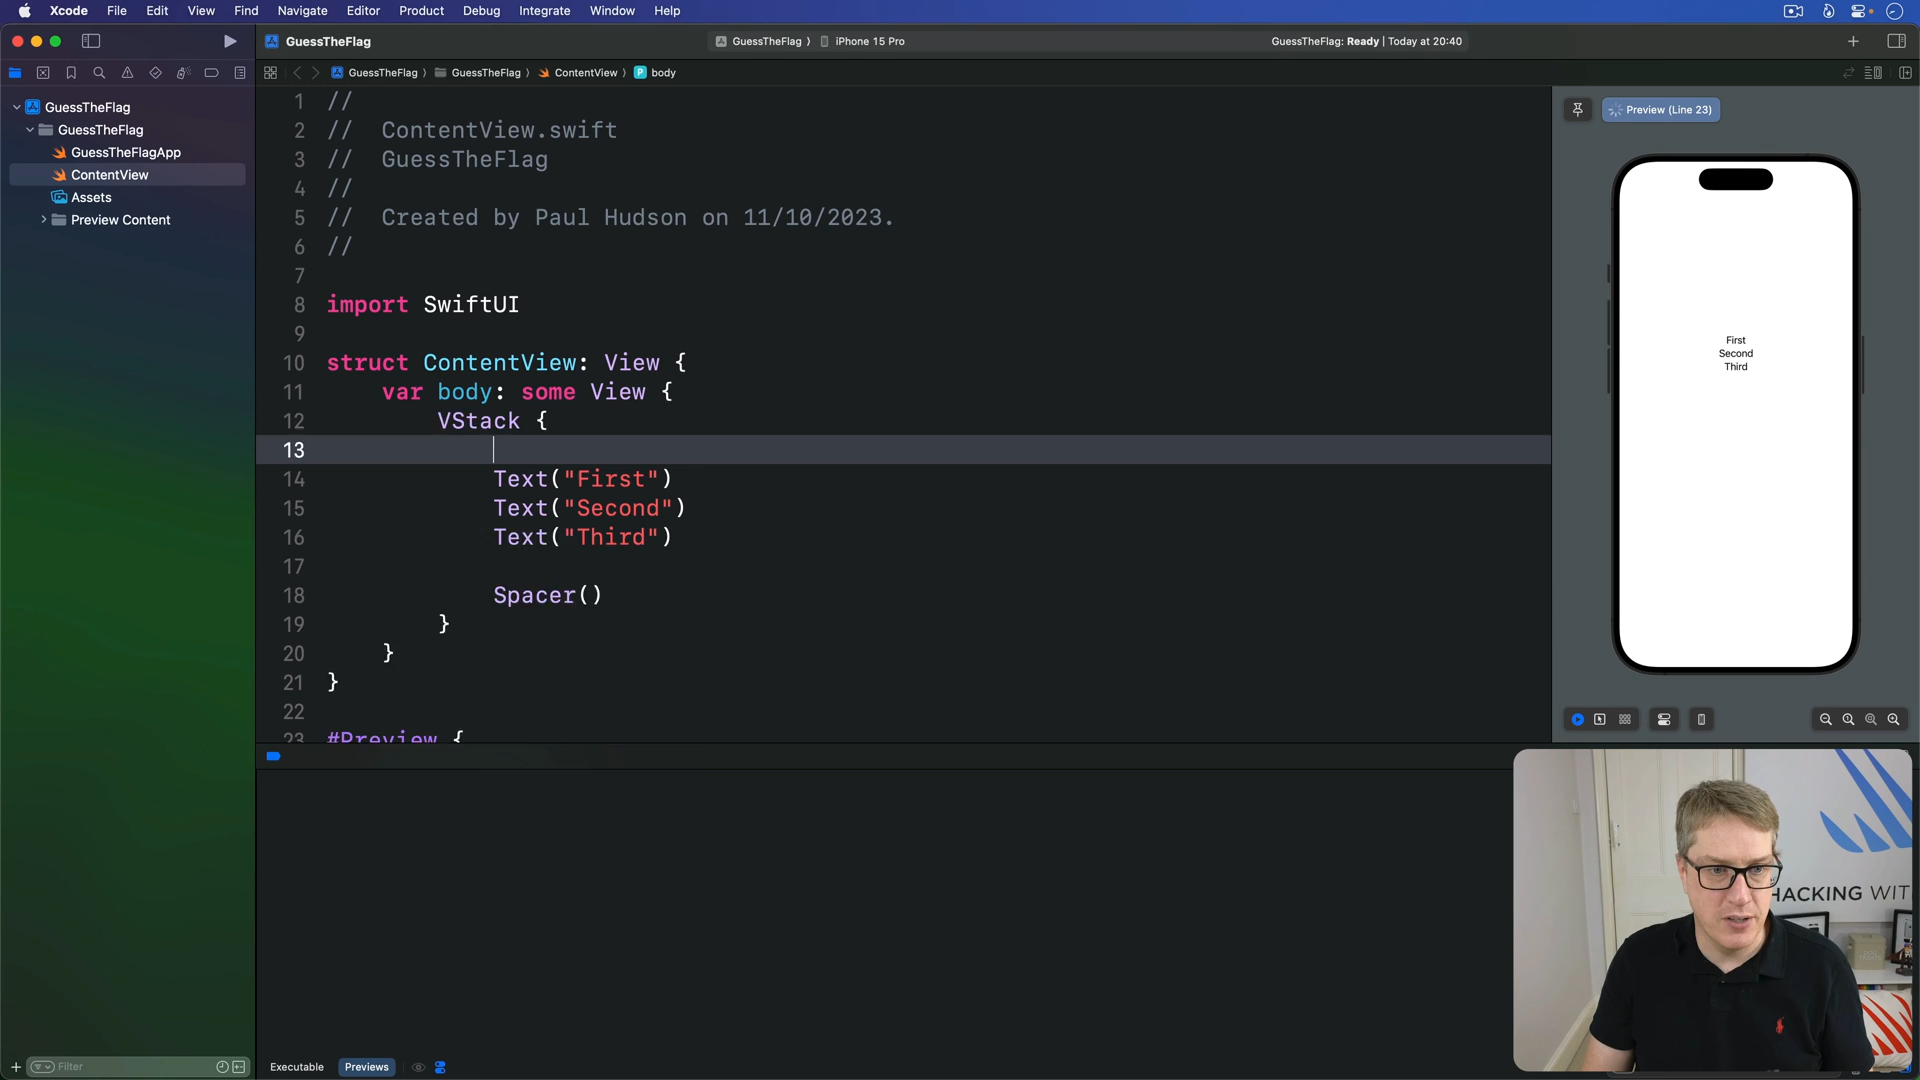 Xcode File Edit View Find Navigate Editor Product Debug Integrate Window Help
GuessTheFlag
GuessTheFlag 〉 iPhone 15 Pro
GuessTheFlag: Ready | Today at 20:40
GuessTheFlag 〉 GuessTheFlag 〉 ContentView 〉 P body
GuessTheFlag
GuessTheFlag
GuessTheFlagApp
ContentView
Assets
Preview Content
1 //
2 // ContentView.swift
3 // GuessTheFlag
4 //
5 // Created by Paul Hudson on 11/10/2023.
6 //
7
8 import SwiftUI
9
10 struct ContentView: View {
11 var body: some View {
12 VStack {
13
14 Text("First")
15 Text("Second")
16 Text("Third")
17
18 Spacer()
19 }
20 }
21 }
22
23 #Preview {
Preview (Line 23)
First
Second
Third
HACKING WIT
Filter
Executable Previews